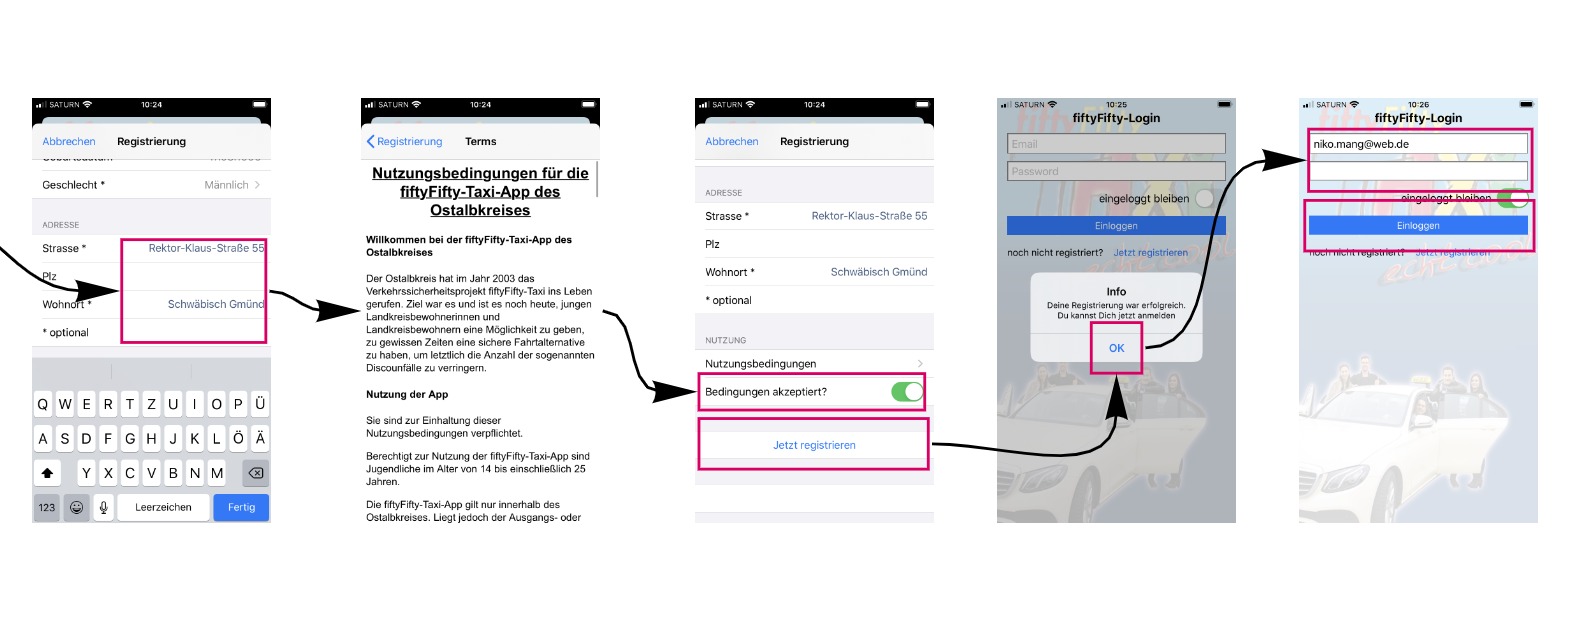 SATURN 10:24
Abbrechen Registrierung
Geschlecht * Männlich
ADRESSE
Strasse * Rektor-Klaus-Straße 55
Plz
Wohnort * Schwäbisch Gmünd
* optional
Q W E R T Z U I O P Ü
A S D F G H J K L Ö Ä
Y X C V B N M
123 Leerzeichen Fertig
SATURN 10:24
Registrierung Terms
Nutzungsbedingungen für die
fiftyFifty-Taxi-App des
Ostalbkreises
Willkommen bei der fiftyFifty-Taxi-App des
Ostalbkreises
Der Ostalbkreis hat im Jahr 2003 das
Verkehrssicherheitsprojekt fiftyFifty-Taxi ins Leben
gerufen. Ziel war es und ist es noch heute, jungen
Landkreisbewohnerinnen und
Landkreisbewohnern eine Möglichkeit zu geben,
zu gewissen Zeiten eine sichere Fahrtalternative
zu haben, um letztlich die Anzahl der sogenannten
Discounfälle zu verringern.
Nutzung der App
Sie sind zur Einhaltung dieser
Nutzungsbedingungen verpflichtet.
Berechtigt zur Nutzung der fiftyFifty-Taxi-App sind
Jugendliche im Alter von 14 bis einschließlich 25
Jahren.
Die fiftyFifty-Taxi-App gilt nur innerhalb des
Ostalbkreises. Liegt jedoch der Ausgangs- oder
SATURN 10:24
Abbrechen Registrierung
ADRESSE
Strasse * Rektor-Klaus-Straße 55
Plz
Wohnort * Schwäbisch Gmünd
* optional
NUTZUNG
Nutzungsbedingungen
Bedingungen akzeptiert?
Jetzt registrieren
SATURN 10:25
fiftyFifty-Login
Email
Password
eingeloggt bleiben
Einloggen
noch nicht registriert? Jetzt registrieren
Info
Deine Registrierung war erfolgreich.
Du kannst Dich jetzt anmelden
OK
SATURN 10:26
fiftyFifty-Login
niko.mang@web.de
eingeloggt bleiben
Einloggen
noch nicht registriert? Jetzt registrieren